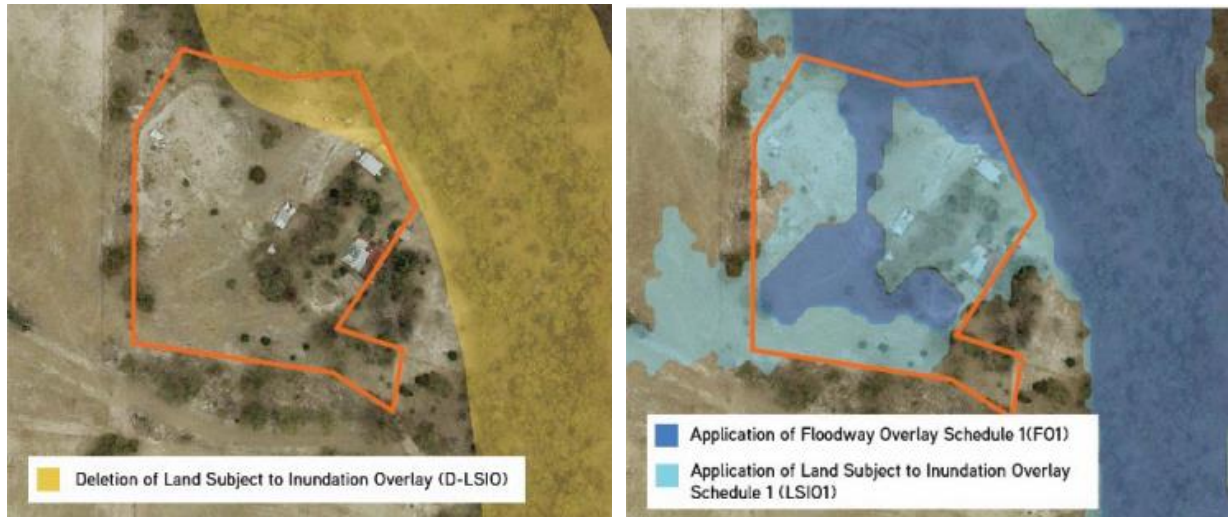 Deletion of Land Subject to Inundation Overlay (D-LSIO)
Application of Floodway Overlay Schedule 1(FO1)
Application of Land Subject to Inundation Overlay
Schedule 1 (LSIO1)